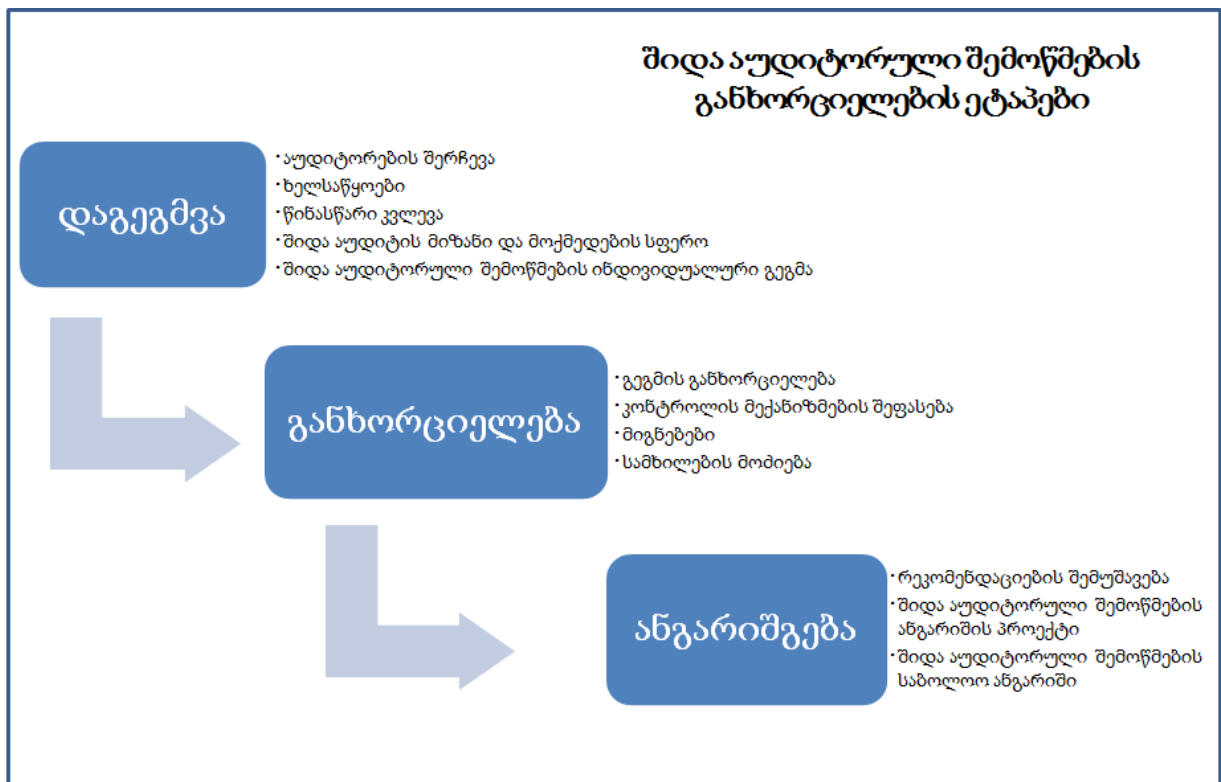 შიდა აუდიტორული შემოწმების
განხორციელების ეტაპები
დაგეგმვა
·აუდიტორების შერჩევა
·ხელსაწყოები
·წინასწარი კვლევა
·შიდა აუდიტის მიზანი და მოქმედების სფერო
·შიდა აუდიტორული შემოწმების ინდივიდუალური გეგმა
განხორციელება
·გეგმის განხორციელება
·კონტროლის მექანიზმების შეფასება
·მიგნებები
·სამხილების მოძიება
ანგარიშგება
·რეკომენდაციების შემუშავება
·შიდა აუდიტორული შემოწმების
ანგარიშის პროექტი
·შიდა აუდიტორული შემოწმების
საბოლოო ანგარიში